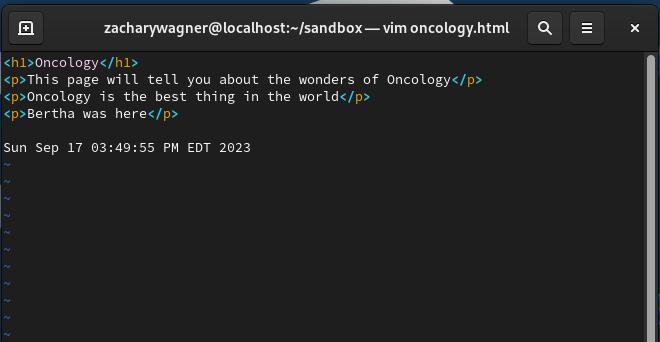 zacharywagner@localhost:~/sandbox — vim oncology.html
<h1>Oncology</h1>
<p>This page will tell you about the wonders of Oncology</p>
<p>Oncology is the best thing in the world</p>
<p>Bertha was here</p>

Sun Sep 17 03:49:55 PM EDT 2023
~
~
~
~
~
~
~
~
~
~
~